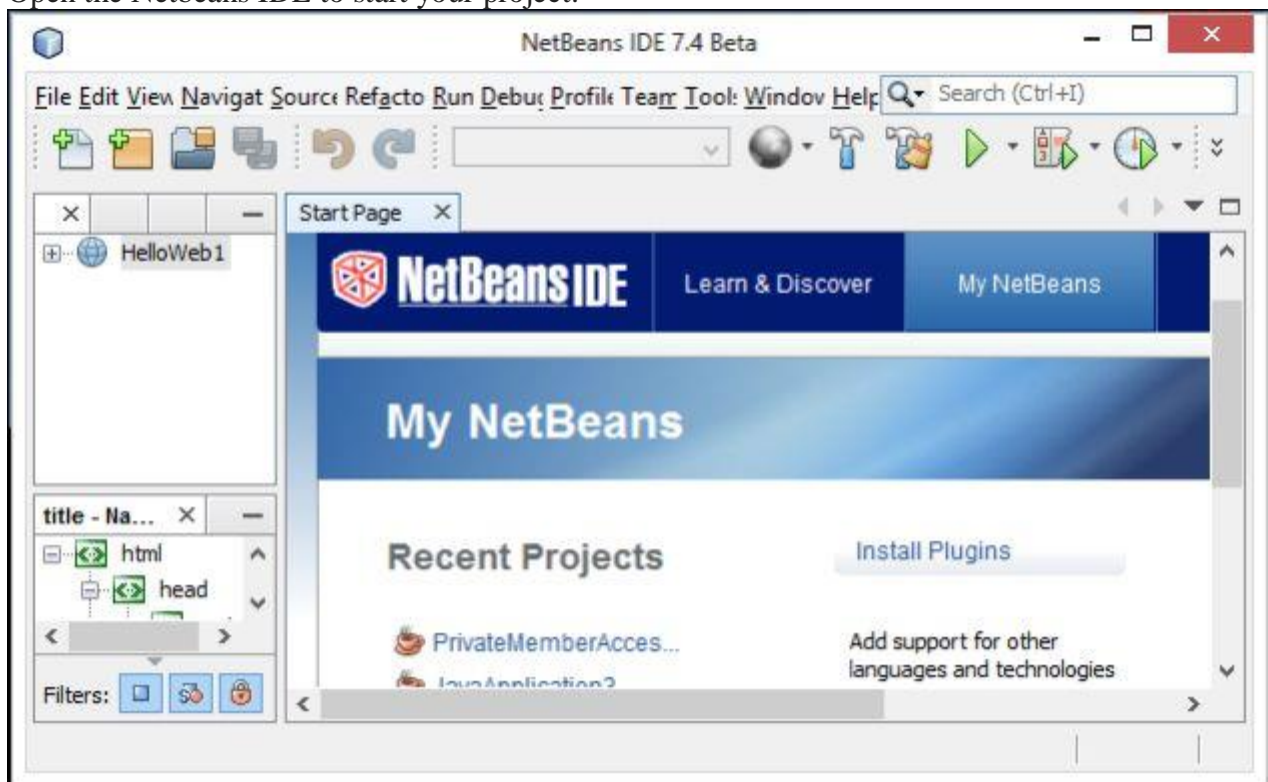 Open the Netbeans IDE to start your project.
NetBeans IDE 7.4 Beta
File Edit View Navigat Source Refacto Run Debug Profile Team Tools Window Help Search (Ctrl+I)
Start Page
HelloWeb1
NetBeans IDE Learn & Discover My NetBeans
My NetBeans
title - Na...
html
head
Recent Projects
Install Plugins
PrivateMemberAcces...
Add support for other
languages and technologies
JavaApplication3
Filters: